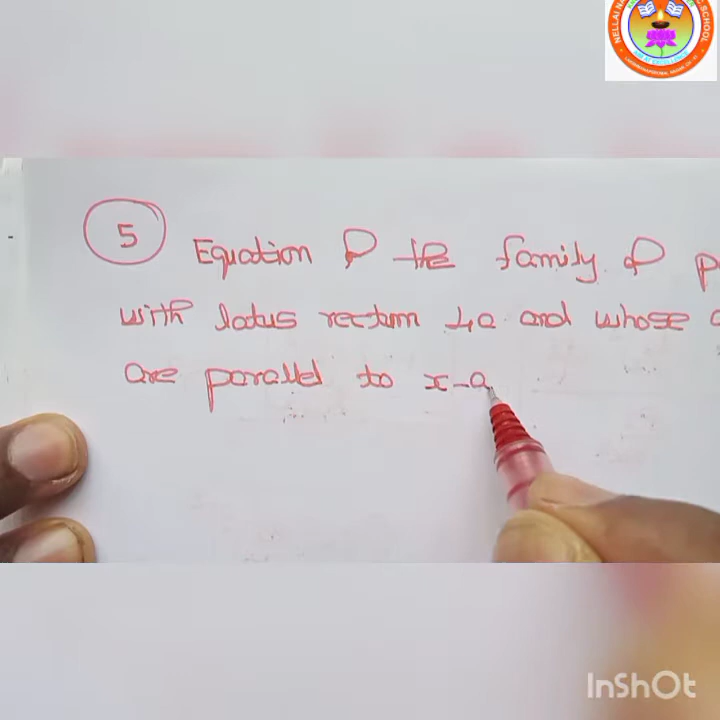 5 Equation of the family of P
with latus rectum 4a and whose a
are parallel to x-a
InShOt